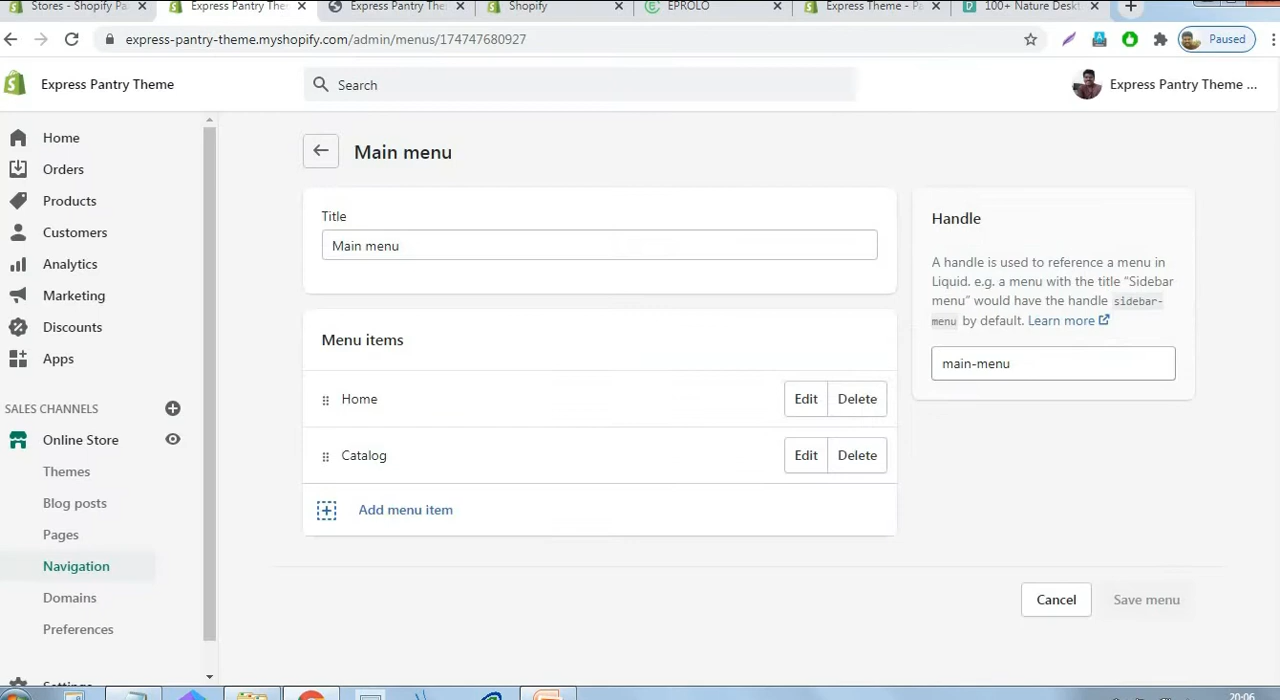 Stores - Shopify Pa
Express Pantry Them
Express Pantry The
Shopify
EPROLO
Express Theme - P
100+ Nature Deskt
express-pantry-theme.myshopify.com/admin/menus/174747680927
Paused
Express Pantry Theme
Search
Express Pantry Theme ...
Home
Orders
Products
Customers
Analytics
Marketing
Discounts
Apps
SALES CHANNELS
Online Store
Themes
Blog posts
Pages
Navigation
Domains
Preferences
Main menu
Title
Main menu
Menu items
Home
Edit
Delete
Catalog
Edit
Delete
Add menu item
Handle
A handle is used to reference a menu in
Liquid. e.g. a menu with the title “Sidebar
menu” would have the handle sidebar-
menu by default. Learn more
main-menu
Cancel
Save menu
20:06